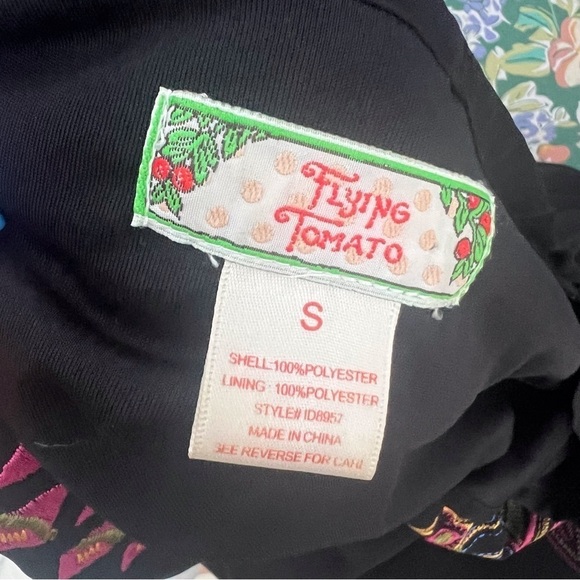 FLYING
TOMATO
S
SHELL:100%POLYESTER
LINING : 100%POLYESTER
STYLE# ID8957
MADE IN CHINA
SEE REVERSE FOR CARE